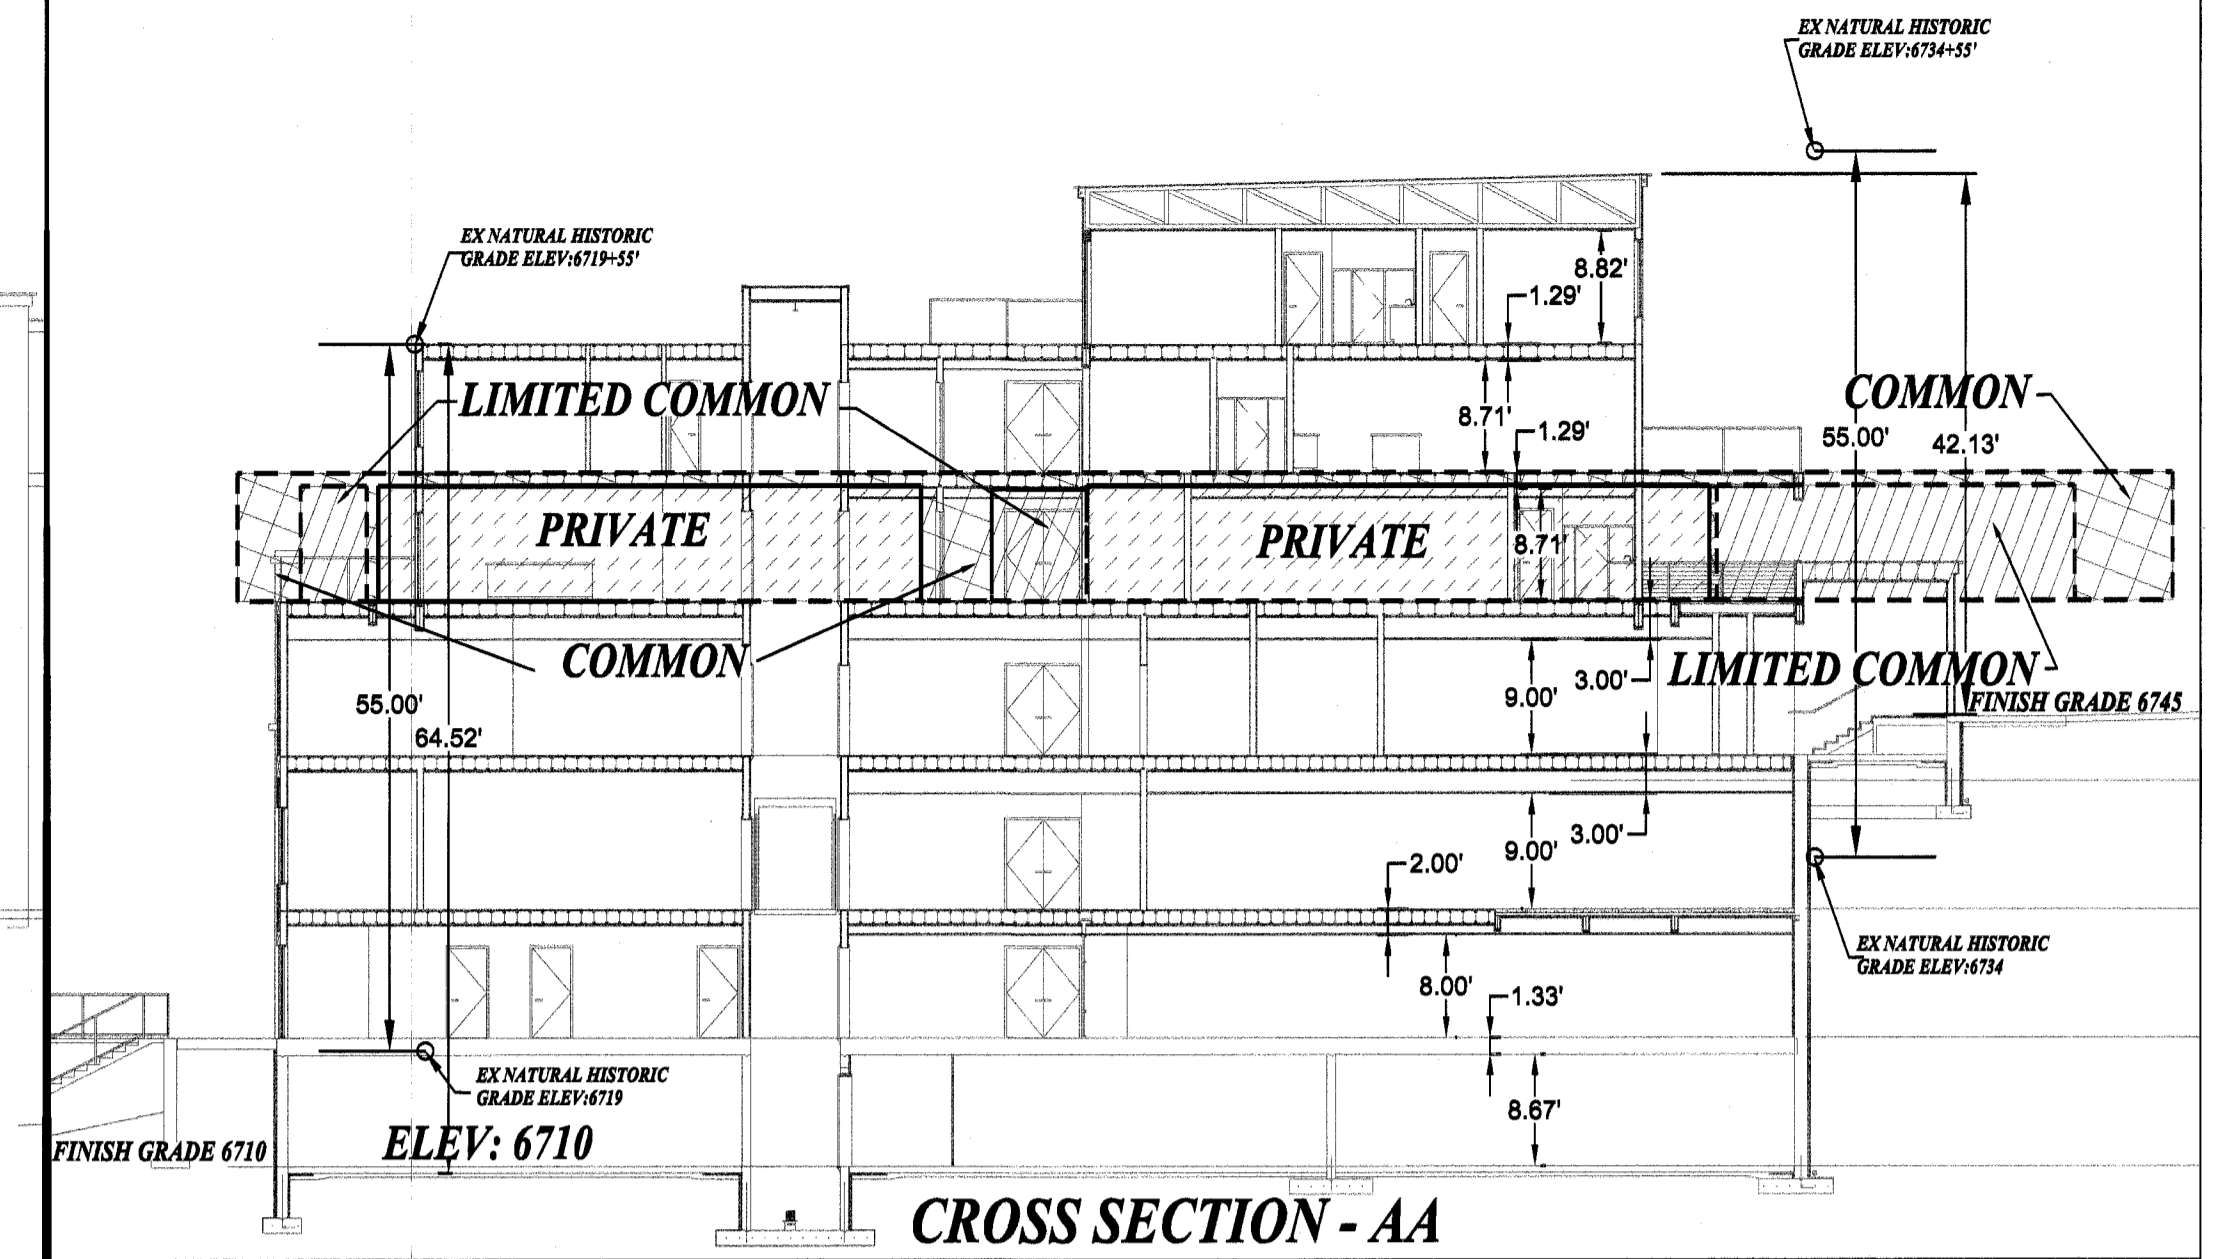 EX NATURAL HISTORIC
GRADE ELEV:6734+55'
EX NATURAL HISTORIC
GRADE ELEV:6719+55'
8.82'
1.29'
LIMITED COMMON
COMMON
8.71'
1.29'
55.00'
42.13'
PRIVATE
PRIVATE
8.71'
COMMON
LIMITED COMMON
9.00'
3.00'
55.00'
FINISH GRADE 6745
64.52'
3.00'
9.00'
2.00'
EX NATURAL HISTORIC
GRADE ELEV:6734
8.00'
1.33'
EX NATURAL HISTORIC
GRADE ELEV:6719
8.67'
FINISH GRADE 6710
ELEV: 6710
CROSS SECTION - AA